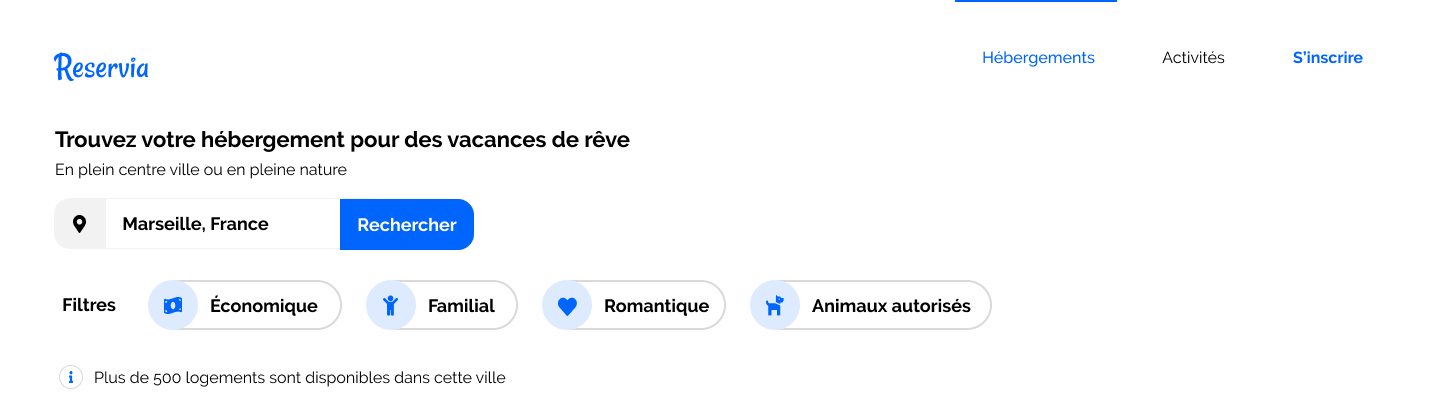 Reservia
Hébergements
Activités
S'inscrire
Trouvez votre hébergement pour des vacances de rêve
En plein centre ville ou en pleine nature
Marseille, France
Rechercher
Filtres
Économique
Familial
Romantique
Animaux autorisés
Plus de 500 logements sont disponibles dans cette ville